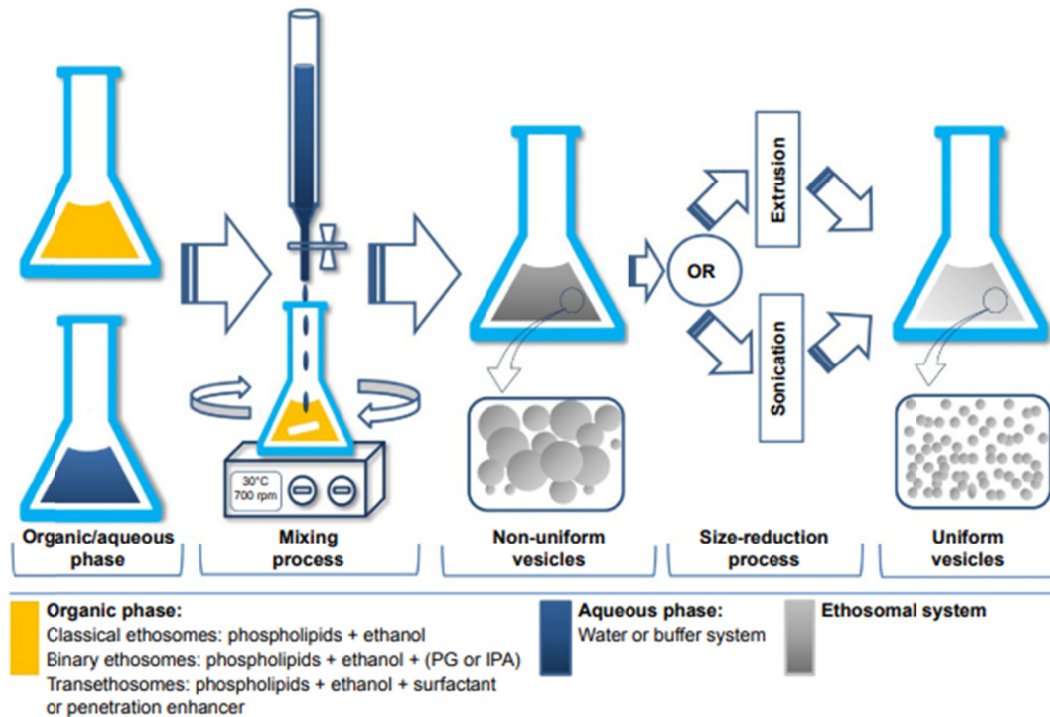 30°C
700 rpm
OR
Extrusion
Sonication
Organic/aqueous
phase
Mixing
process
Non-uniform
vesicles
Size-reduction
process
Uniform
vesicles
Organic phase:
Classical ethosomes: phospholipids + ethanol
Binary ethosomes: phospholipids + ethanol + (PG or IPA)
Transethosomes: phospholipids + ethanol + surfactant
or penetration enhancer
Aqueous phase:
Water or buffer system
Ethosomal system